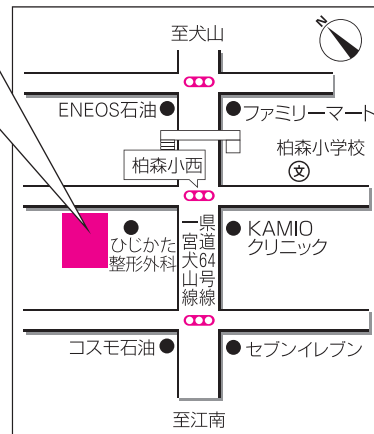 N
至犬山
ENEOS石油
ファミリーマート
柏森小学校
柏森小西
文
ひじかた
整形外科
県道64号線
一宮犬山線
KAMIO
クリニック
コスモ石油
セブンイレブン
至江南